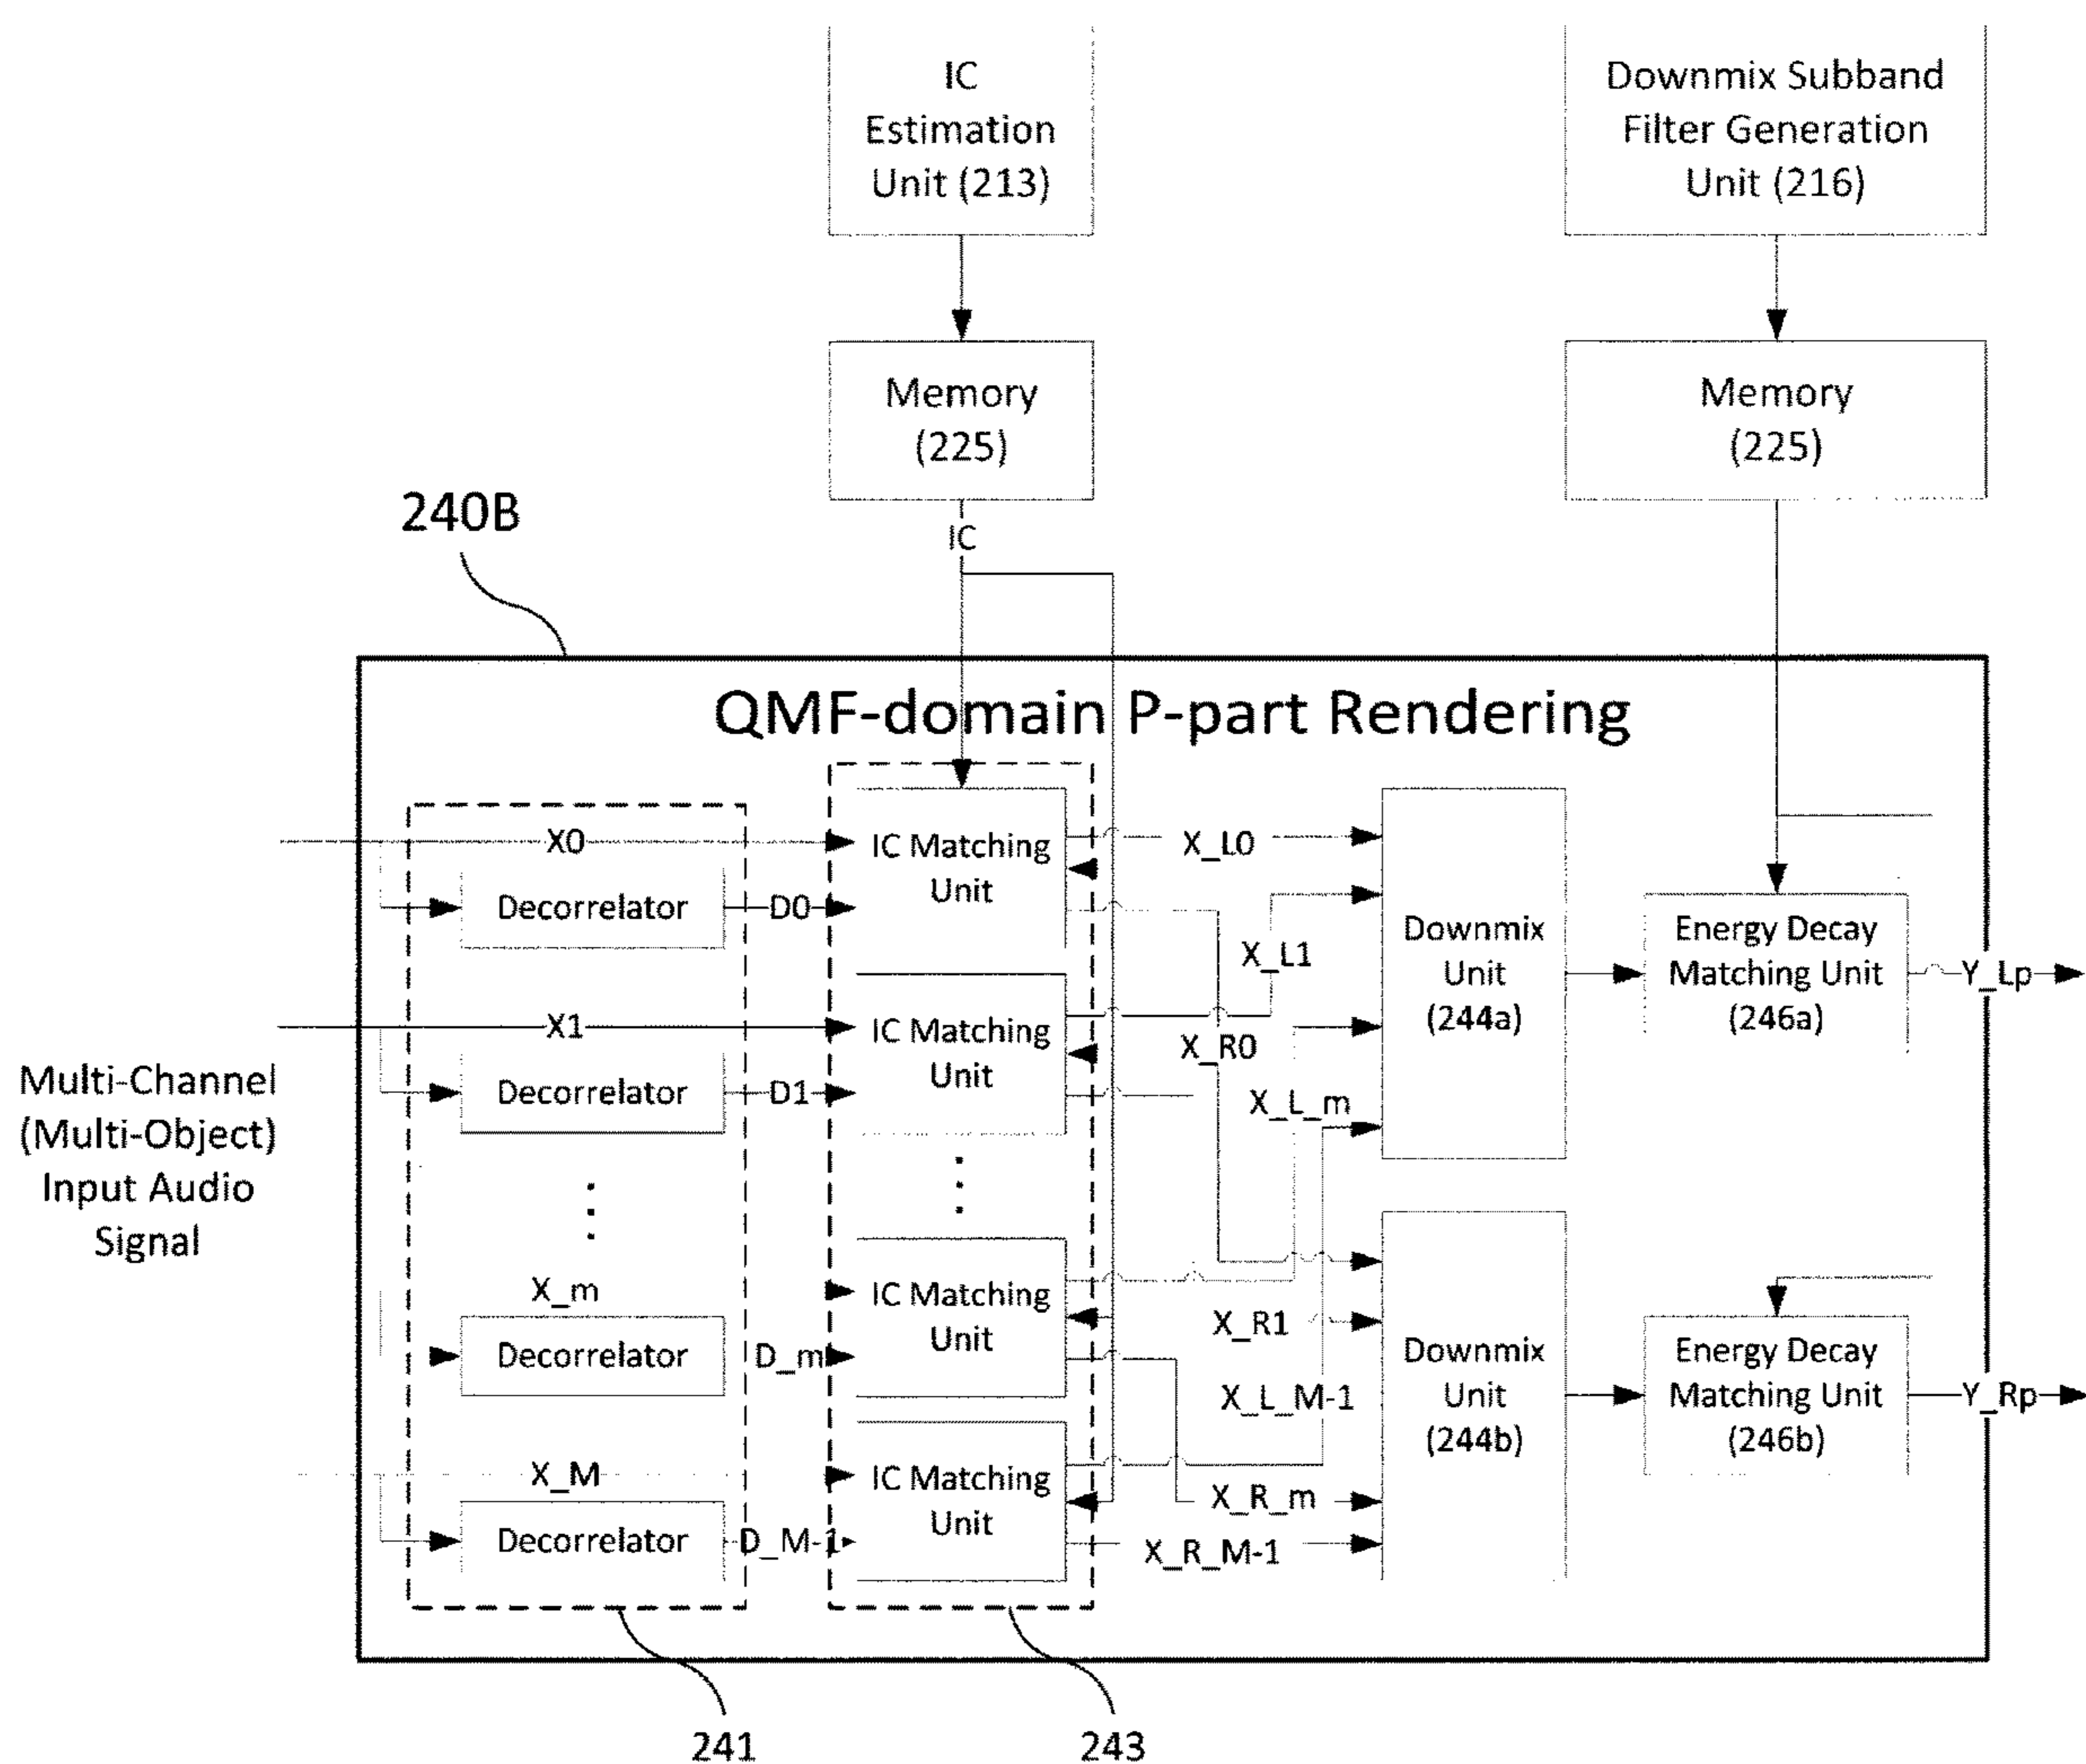 IC
Estimation
Unit (213)
Downmix Subband
Filter Generation
Unit (216)
Memory
(225)
Memory
(225)
240B
IC
QMF-domain P-part Rendering
X0
IC Matching
Unit
X_L0
Decorrelator
D0
X_L1
Downmix
Unit
(244a)
Energy Decay
Matching Unit
(246a)
Y_Lp
X1
IC Matching
Unit
X_R0
Decorrelator
D1
X_L_m
Multi-Channel
(Multi-Object)
Input Audio
Signal
X_m
IC Matching
Unit
X_R1
Decorrelator
D_m
X_L_M-1
Downmix
Unit
(244b)
Energy Decay
Matching Unit
(246b)
Y_Rp
X_M
IC Matching
Unit
X_R_m
Decorrelator
D_M-1
X_R_M-1
241
243